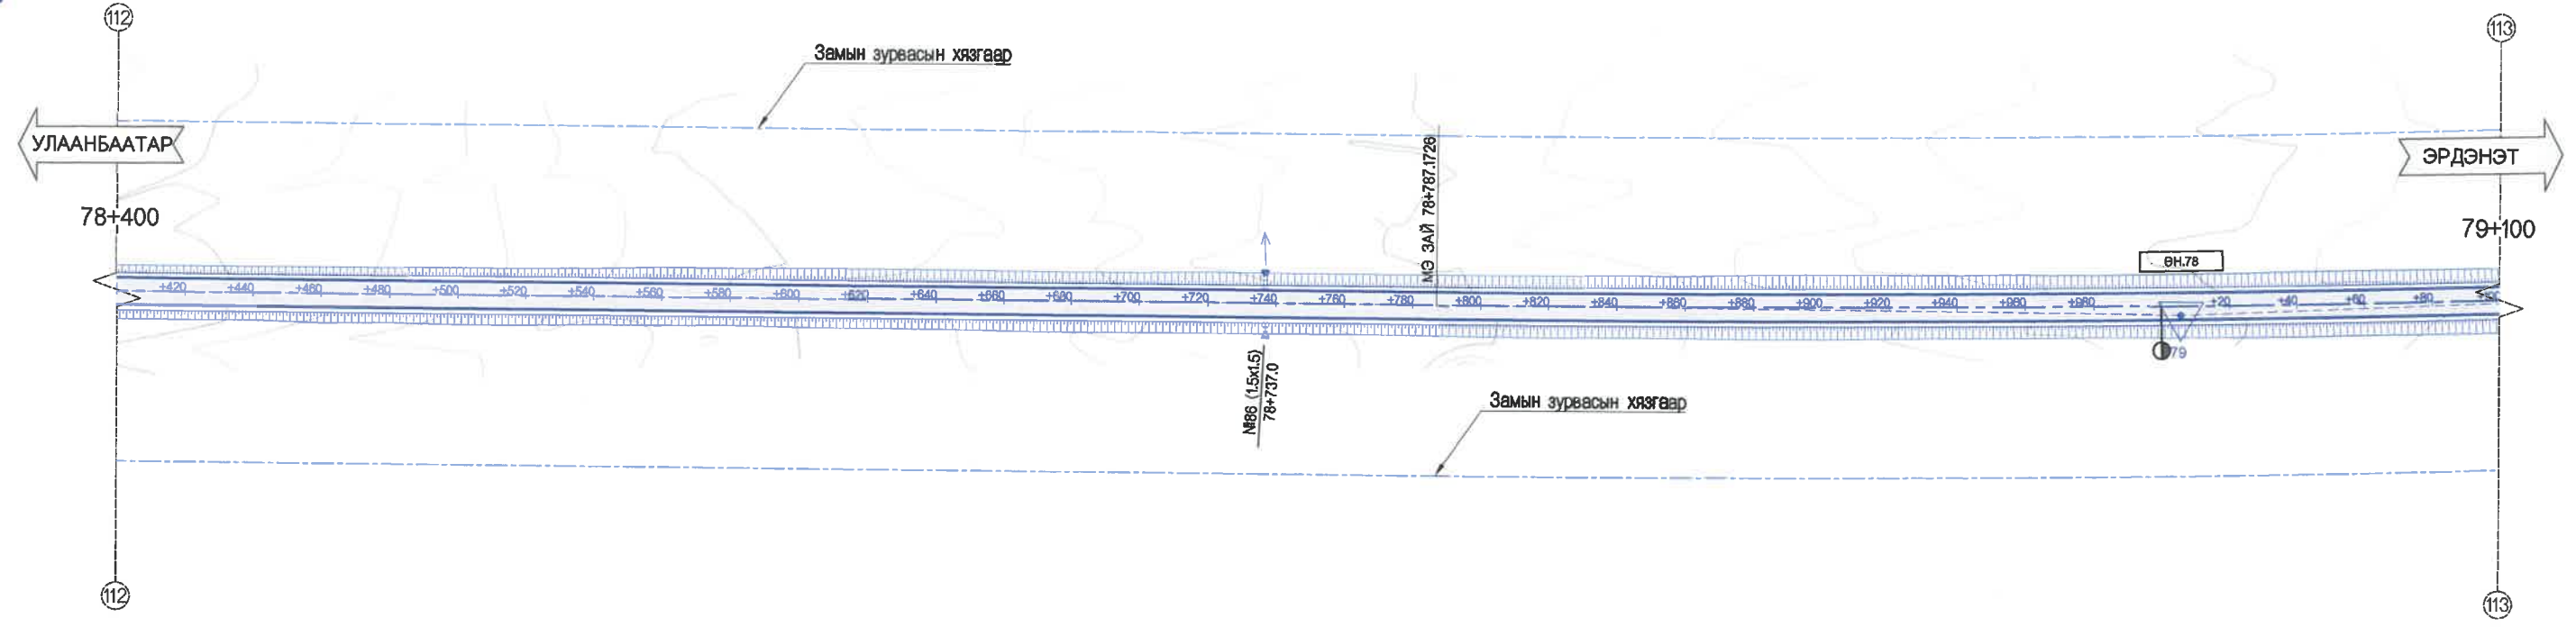 112
113
Замын зурвасын хязгаар
УЛААНБААТАР
ЭРДЭНЭТ
78+400
79+100
МЭ ЗАЙ 78+787.1726
ӨН.78
+420 +440 +460 +480 +500 +520 +540 +560 +580 +600 +620 +640 +660 +680 +700 +720 +740 +760 +780 +800 +820 +840 +860 +880 +900 +920 +940 +960 +980 +20 +40 +60 +80
79
№86 (1.5x1.5)
78+737.0
Замын зурвасын хязгаар
112
113